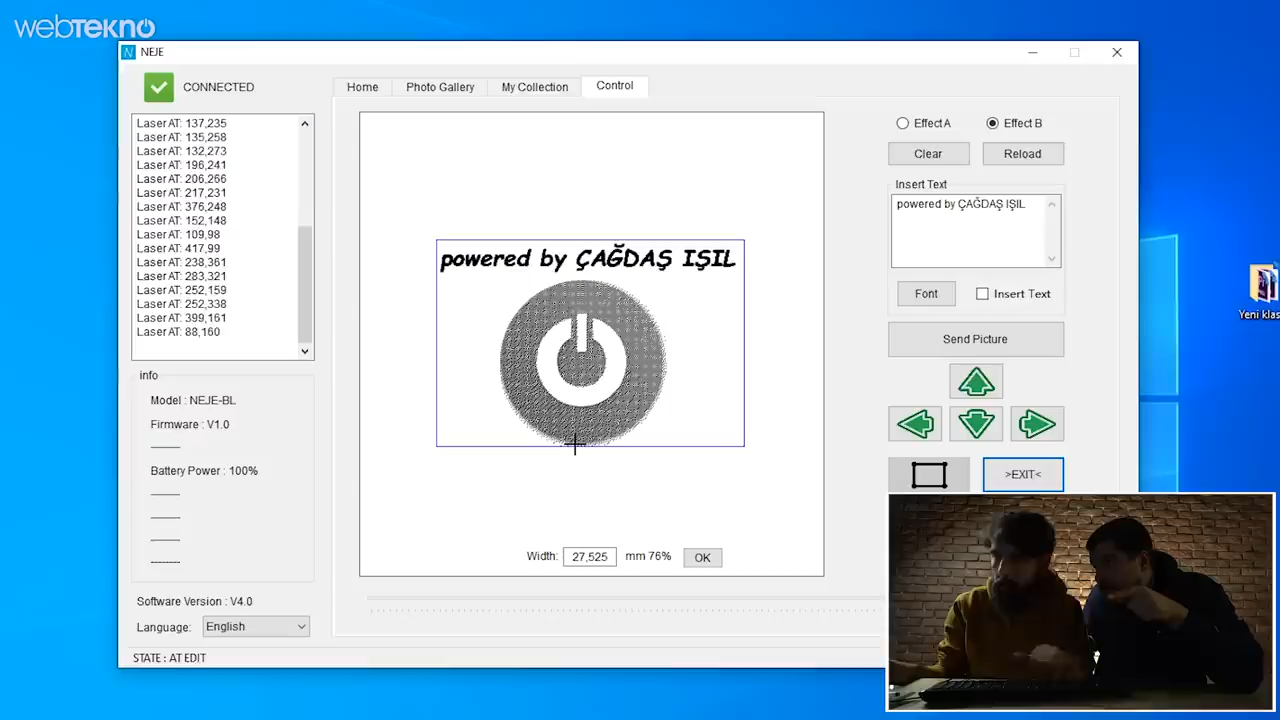 webtekno
NEJE
CONNECTED
Home
Photo Gallery
My Collection
Control
Laser AT: 137,235
Laser AT: 135,258
Laser AT: 132,273
Laser AT: 196,241
Laser AT: 206,266
Laser AT: 217,231
Laser AT: 376,248
Laser AT: 152,148
Laser AT: 109,98
Laser AT: 417,99
Laser AT: 238,361
Laser AT: 283,321
Laser AT: 252,159
Laser AT: 252,338
Laser AT: 399,161
Laser AT: 88,160
info
Model : NEJE-BL
Firmware : V1.0
Battery Power : 100%
Software Version : V4.0
Language: English
STATE : AT EDIT
powered by ÇAĞDAŞ IŞIL
Width: 27,525 mm 76% OK
Effect A
Effect B
Clear
Reload
Insert Text
powered by ÇAĞDAŞ IŞIL
Font
Insert Text
Send Picture
>EXIT<
Yeni klas